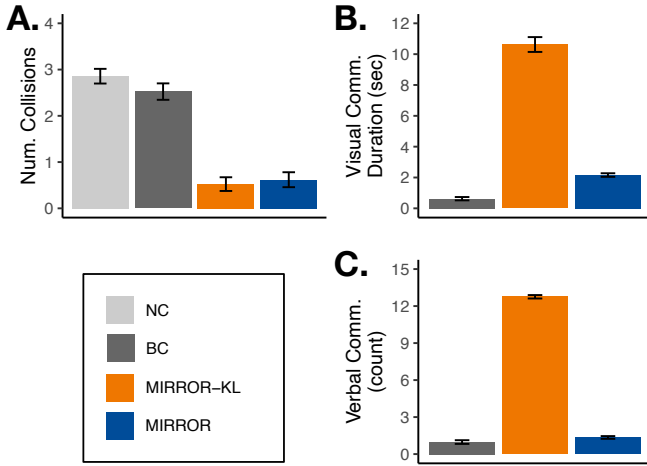 A.
Num. Collisions
4
3
2
1
0
B.
Visual Comm.
Duration (sec)
12
10
8
6
4
2
0
NC
BC
MIRROR−KL
MIRROR
C.
Verbal Comm.
(count)
15
12
9
6
3
0